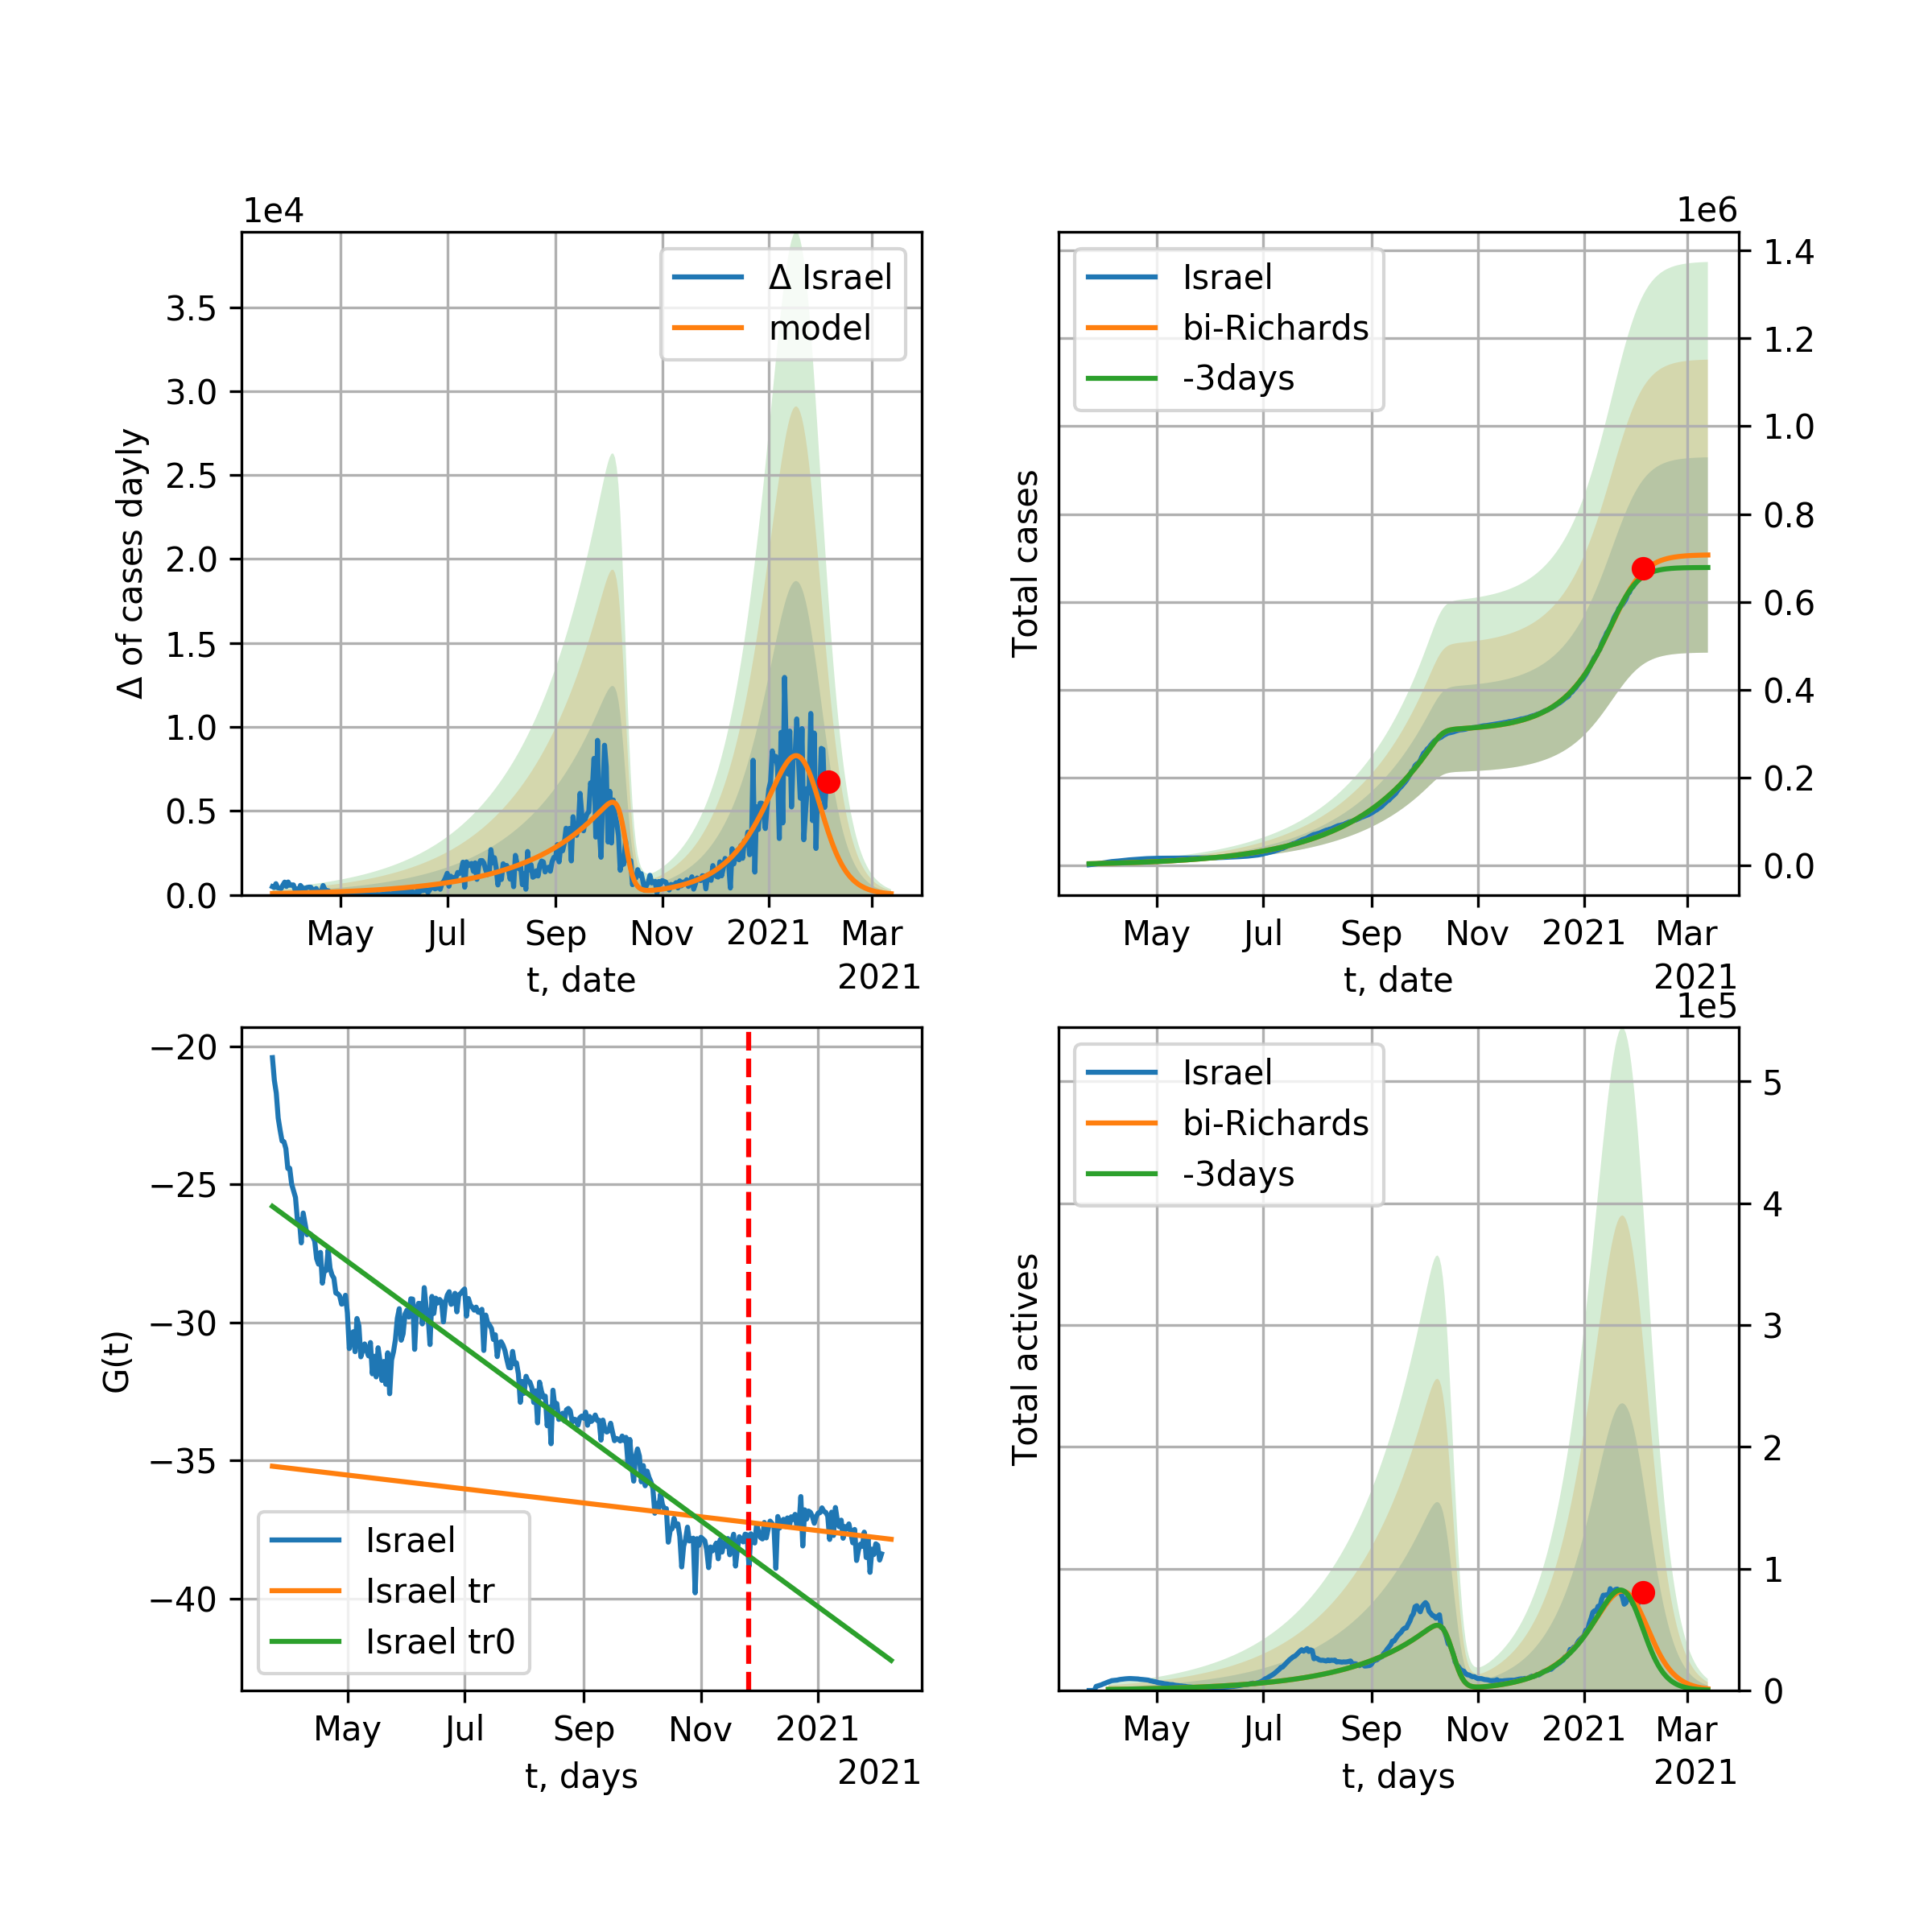 1e4
3.5
3.0
2.5
2.0
1.5
1.0
0.5
0.0
Δ of cases dayly
Δ Israel
model
May Jul Sep Nov 2021 Mar
t, date
2021
1e6
1.4
1.2
1.0
0.8
0.6
0.4
0.2
0.0
Total cases
Israel
bi-Richards
-3days
May Jul Sep Nov 2021 Mar
t, date
2021
−20
−25
−30
−35
−40
G(t)
Israel
Israel tr
Israel tr0
May Jul Sep Nov 2021
t, days
2021
1e5
5
4
3
2
1
0
Total actives
Israel
bi-Richards
-3days
May Jul Sep Nov 2021 Mar
t, days
2021